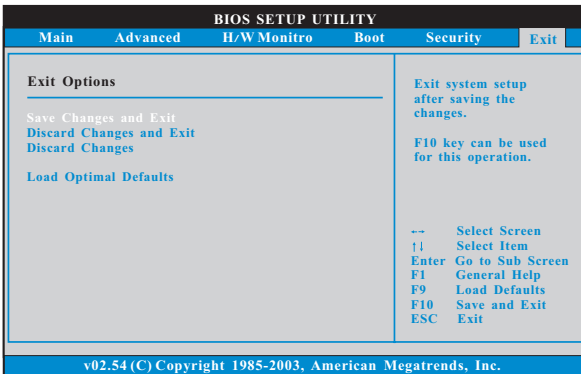 BIOS SETUP UTILITY
Main Advanced H/W Monitro Boot Security Exit
Exit Options
Save Changes and Exit
Discard Changes and Exit
Discard Changes
Load Optimal Defaults
Exit system setup
after saving the
changes.
F10 key can be used
for this operation.
←→ Select Screen
↑↓ Select Item
Enter Go to Sub Screen
F1 General Help
F9 Load Defaults
F10 Save and Exit
ESC Exit
v02.54 (C) Copyright 1985-2003, American Megatrends, Inc.